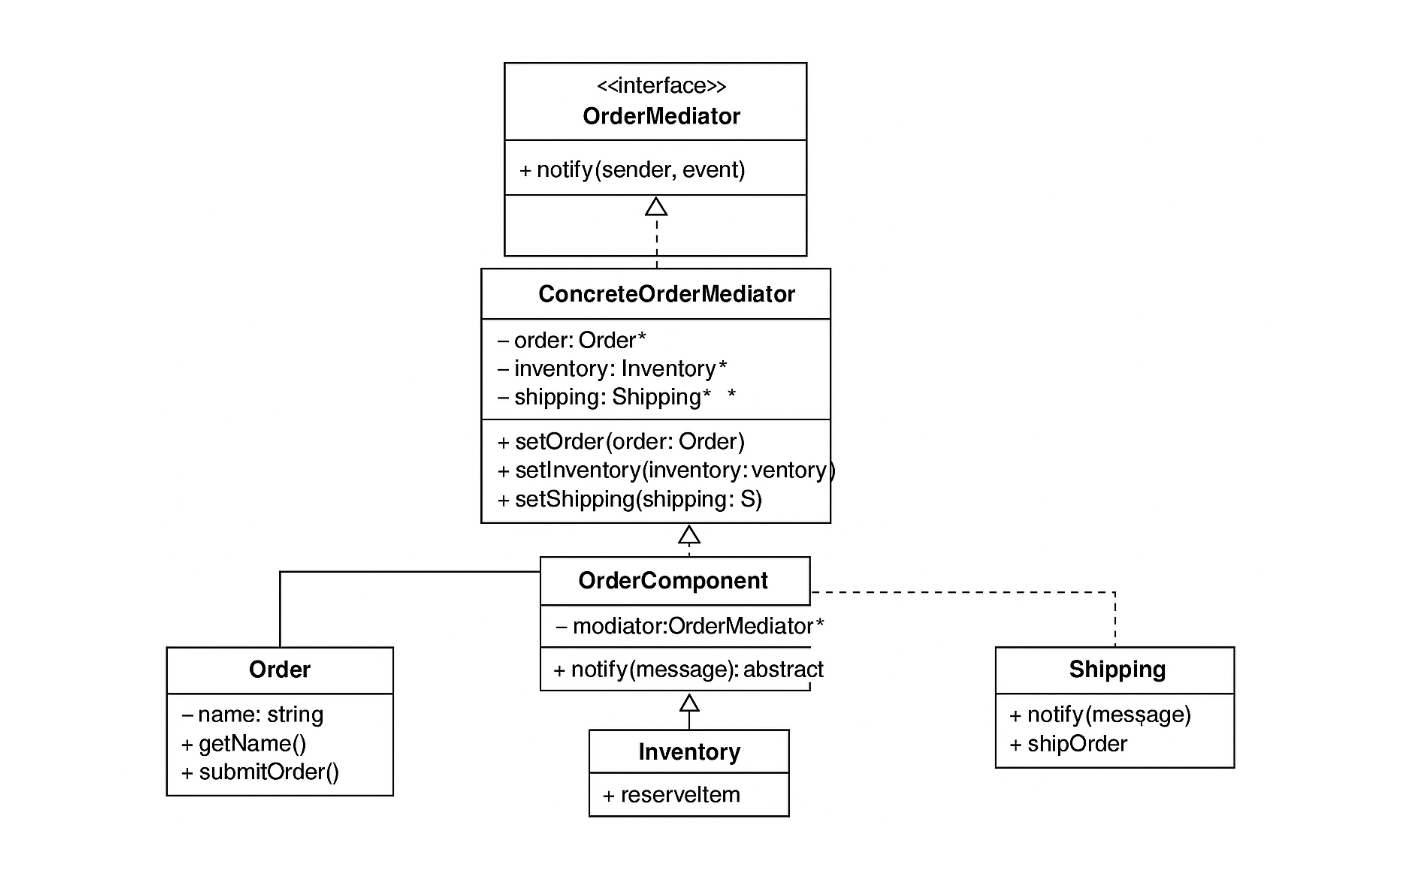 <<interface>>
OrderMediator
+ notify(sender, event)
ConcreteOrderMediator
– order: Order*
– inventory: Inventory*
– shipping: Shipping* *
+ setOrder(order: Order)
+ setInventory(inventory: ventory)
+ setShipping(shipping: S)
OrderComponent
– modiator:OrderMediator*
+ notify(message): abstract
Order
– name: string
+ getName()
+ submitOrder()
Inventory
+ reserveItem
Shipping
+ notify(message)
+ shipOrder